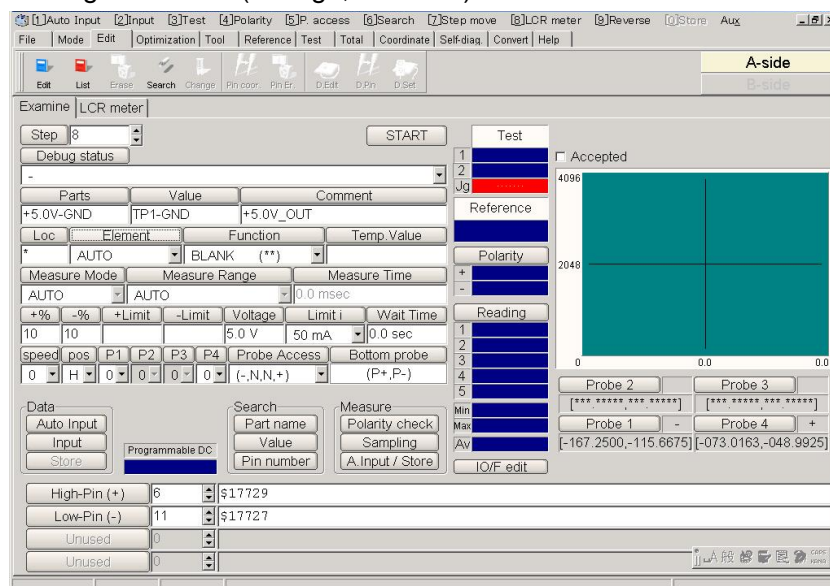 [1]Auto Input [2]Input [3]Test [4]Polarity [5]P. access [6]Search [7]Step move [8]LCR meter [9]Reverse [0]Store Aux
File Mode Edit Optimization Tool Reference Test Total Coordinate Self-diag. Convert Help
A-side
Edit List Erase Search Change Pin coor. Pin Er. D.Edit D.Pin D.Set
B-side
Examine LCR meter
Step 8 START Test
Debug status 1
Accepted
- 2
4096
Jg .......
Parts Value Comment
+5.0V-GND TP1-GND +5.0V_OUT
Reference
Loc Element Function Temp.Value
* AUTO BLANK (**)
Polarity
Measure Mode Measure Range Measure Time
+
2048
AUTO AUTO 0.0 msec
-
+% -% +Limit -Limit Voltage Limit i Wait Time
Reading
10 10 5.0 V 50 mA 0.0 sec
1
2
speed pos P1 P2 P3 P4 Probe Access Bottom probe
3
0 0.0 0.0
0 H 0 0 0 0 (-,N,N,+) (P+,P-)
4
Probe 2 Probe 3
5
[***.*****,***.*****] [***.*****,***.*****]
Data Search Measure
Min
Auto Input Part name Polarity check
Max
Probe 1 - Probe 4 +
Input Programmable DC Value Sampling
Av
[-167.2500,-115.6675] [-073.0163,-048.9925]
Store Pin number A.Input / Store
IO/F edit
High-Pin (+) 6 $17729
Low-Pin (-) 11 $17727
Unused 0
Unused 0
A 般
CAPS
KANA